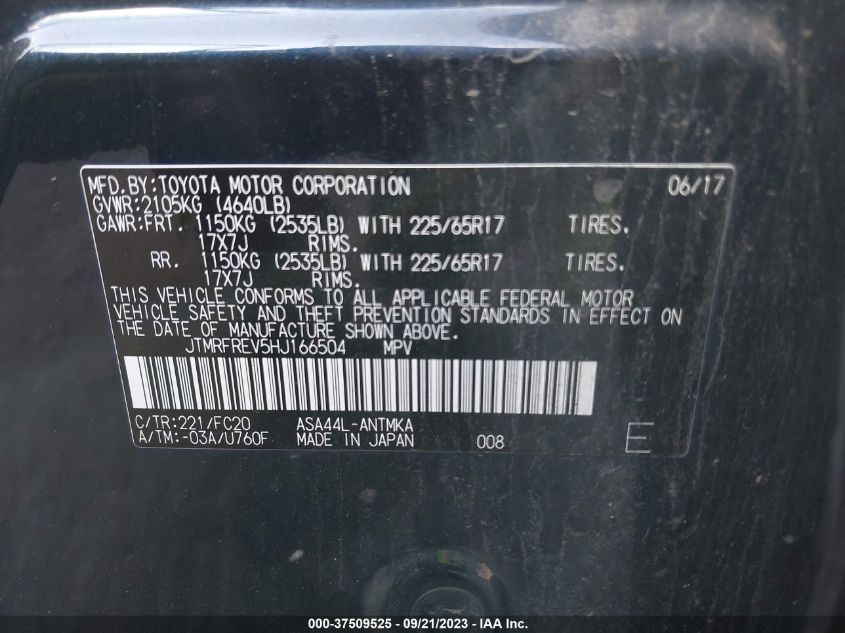 MFD.BY:TOYOTA MOTOR CORPORATION 06/17
GVWR:2105KG (4640LB)
GAWR:FRT. 1150KG (2535LB) WITH 225/65R17 TIRES.
17X7J RIMS.
RR. 1150KG (2535LB) WITH 225/65R17 TIRES.
17X7J RIMS.
THIS VEHICLE CONFORMS TO ALL APPLICABLE FEDERAL MOTOR
VEHICLE SAFETY AND THEFT PREVENTION STANDARDS IN EFFECT ON
THE DATE OF MANUFACTURE SHOWN ABOVE.
JTMRFREV5HJ166504 MPV
C/TR:221/FC20 ASA44L-ANTMKA
A/TM:-03A/U760F MADE IN JAPAN 008 E
000-37509525 - 09/21/2023 - IAA Inc.